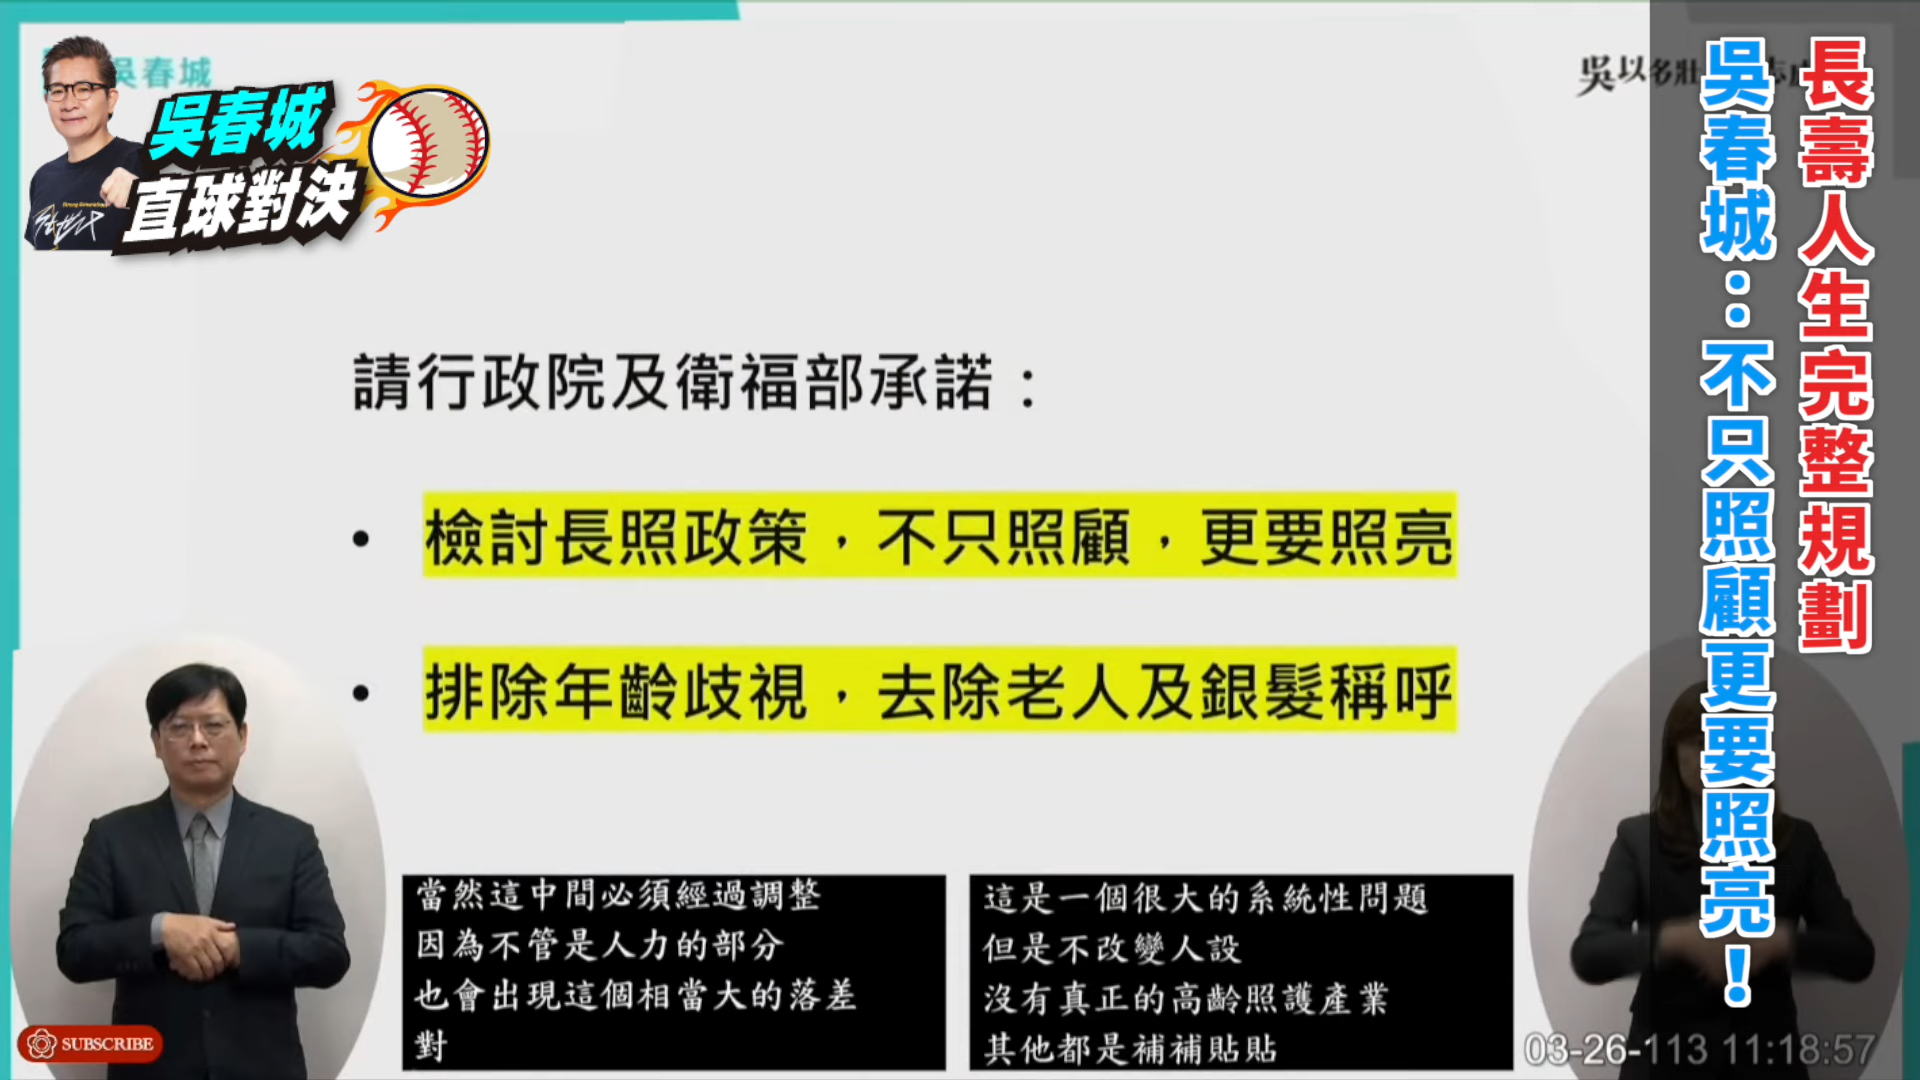 吳春城
吳春城
直球對決
請行政院及衛福部承諾：
• 檢討長照政策，不只照顧，更要照亮
• 排除年齡歧視，去除老人及銀髮稱呼
長壽人生完整規劃
吳春城：不只照顧更要照亮！
當然這中間必須經過調整
因為不管是人力的部分
也會出現這個相當大的落差
對
這是一個很大的系統性問題
但是不改變人設
沒有真正的高齡照護產業
其他都是補補貼貼
SUBSCRIBE
03-26-113 11:18:57